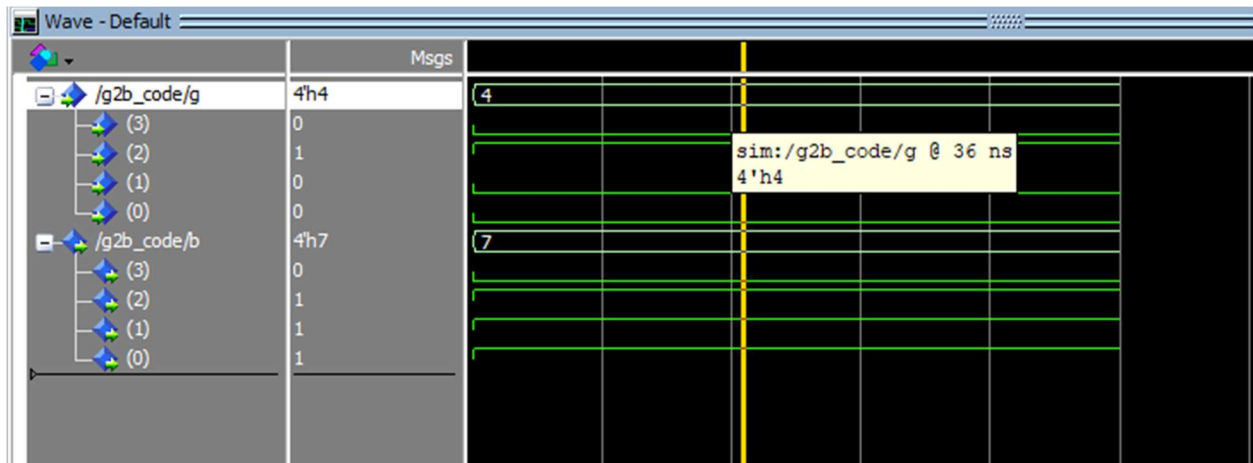 Wave - Default
Msgs
/g2b_code/g 4'h4 4
(3) 0
(2) 1
(1) 0
(0) 0
/g2b_code/b 4'h7 7
(3) 0
(2) 1
(1) 1
(0) 1
sim:/g2b_code/g @ 36 ns
4'h4